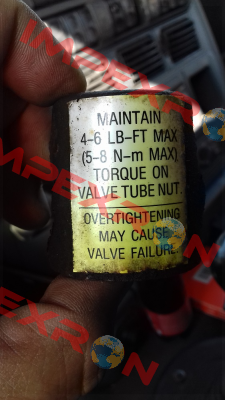 MAINTAIN
4-6 LB-FT MAX
(5-8 N-m MAX)
TORQUE ON
VALVE TUBE NUT.
OVERTIGHTENING
MAY CAUSE
VALVE FAILURE
IMPEXRON
IMPEXRON